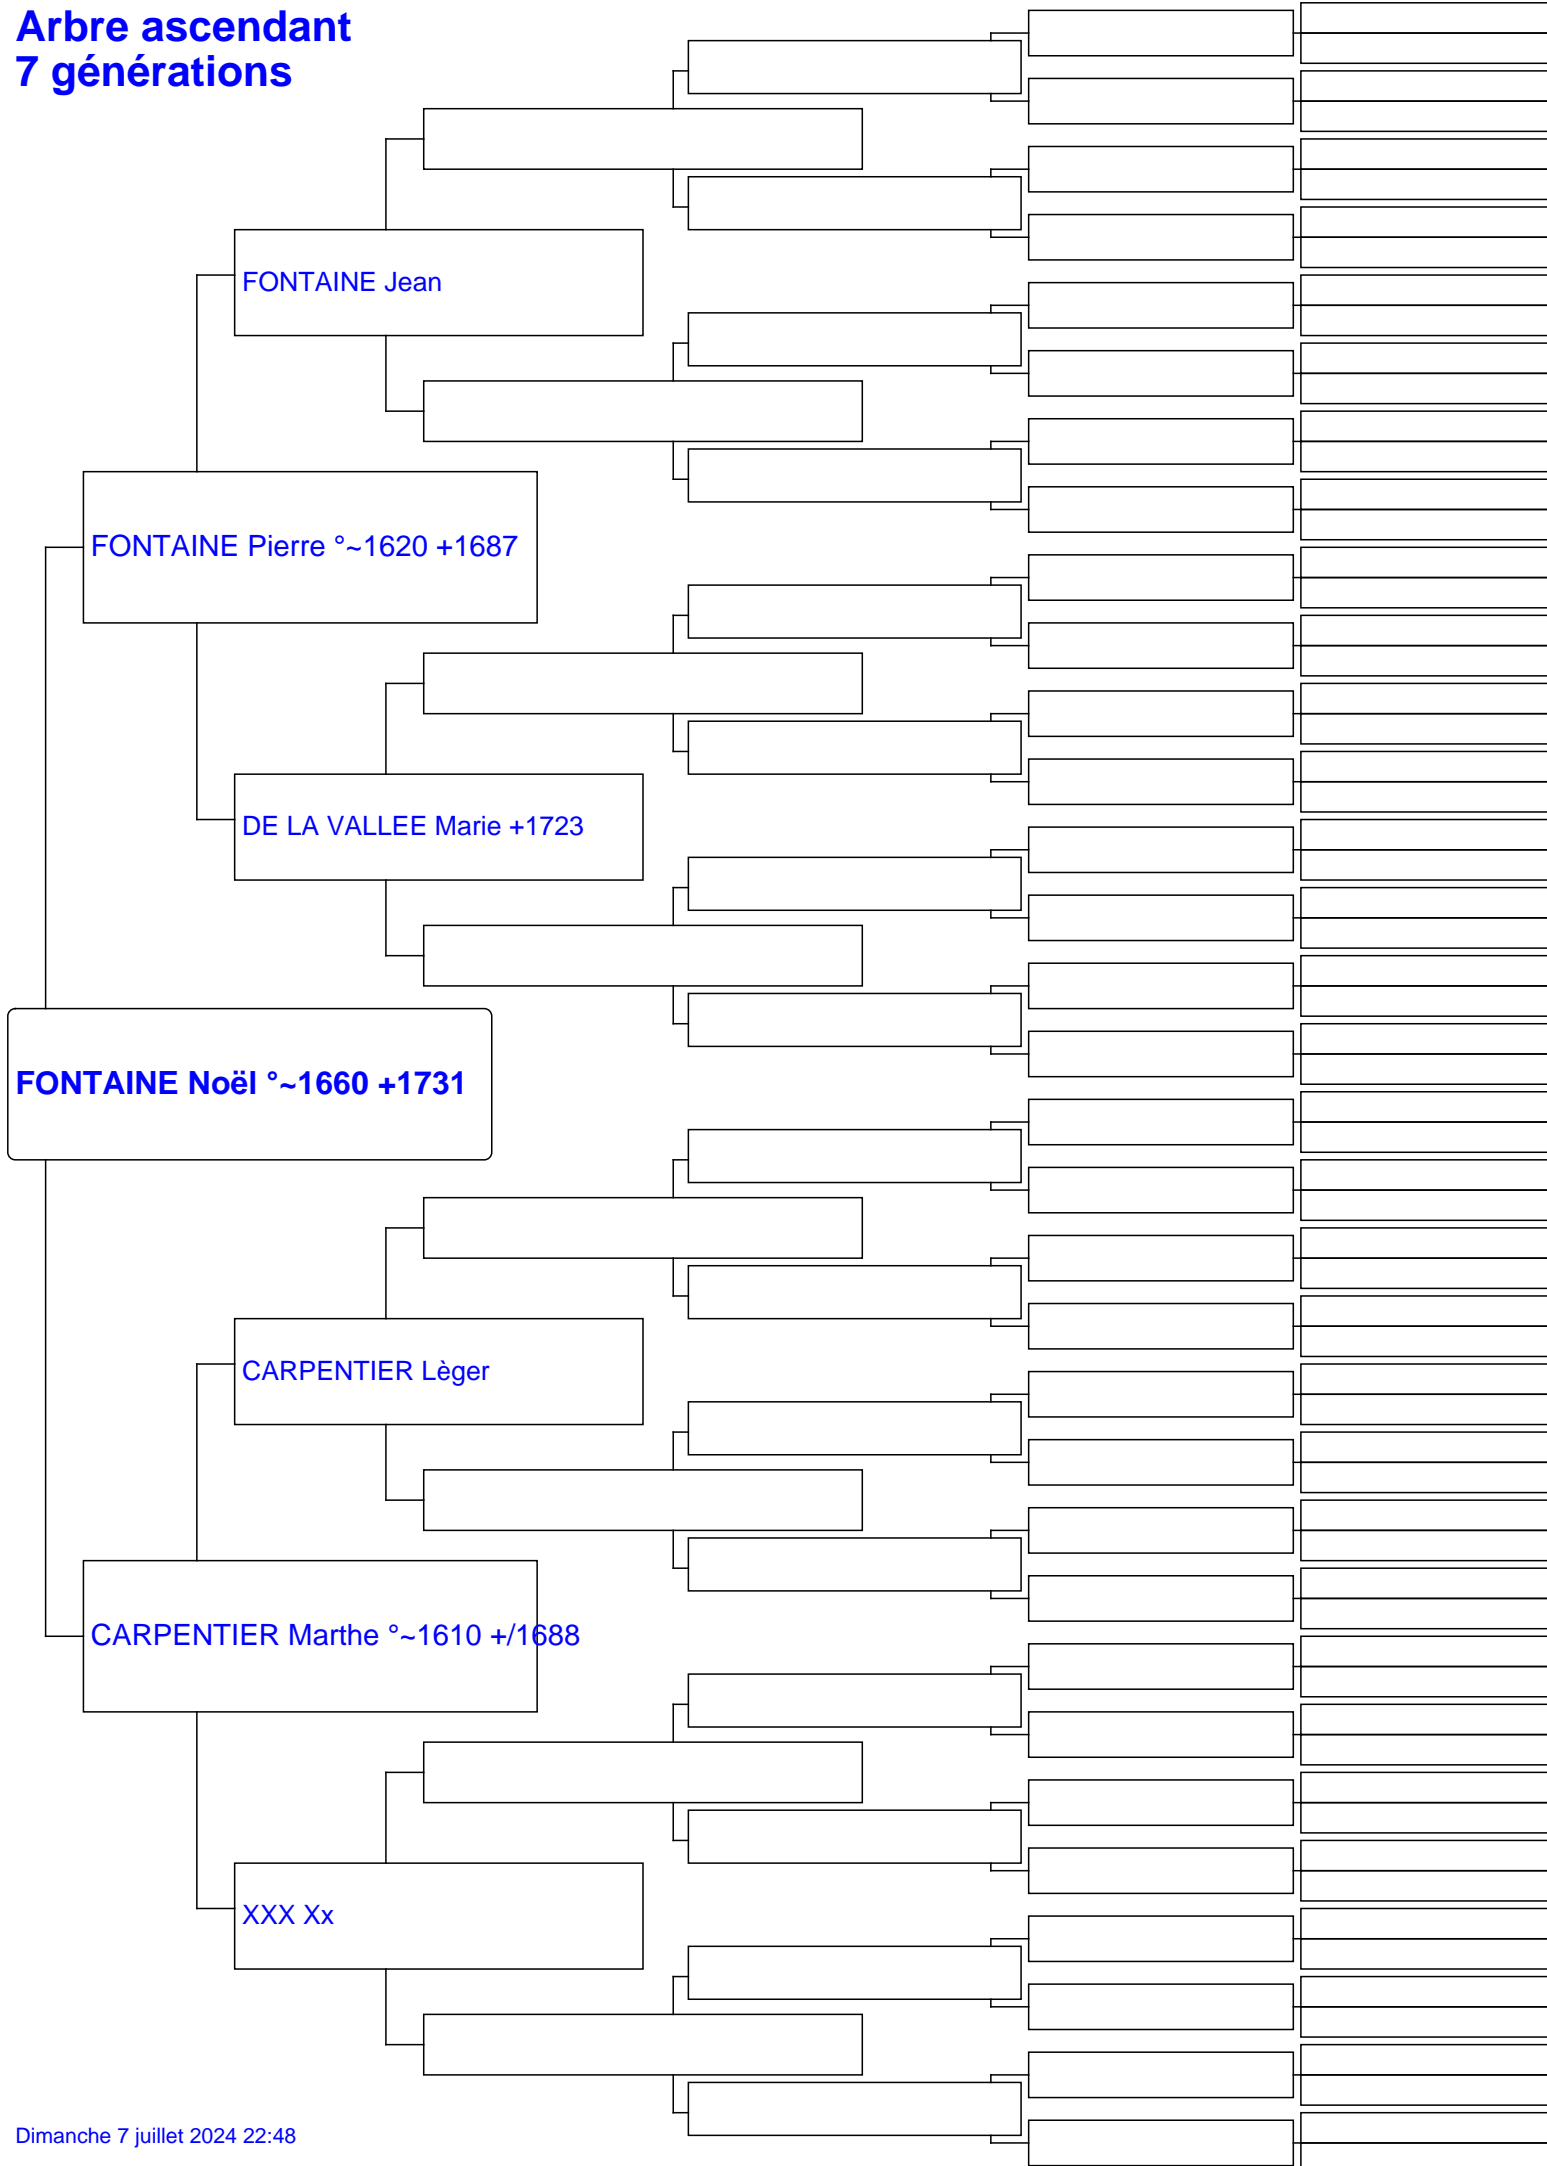 Arbre ascendant
7 générations
FONTAINE Jean
FONTAINE Pierre °~1620 +1687
DE LA VALLEE Marie +1723
FONTAINE Noël °~1660 +1731
CARPENTIER Lèger
CARPENTIER Marthe °~1610 +/1688
XXX Xx
Dimanche 7 juillet 2024 22:48